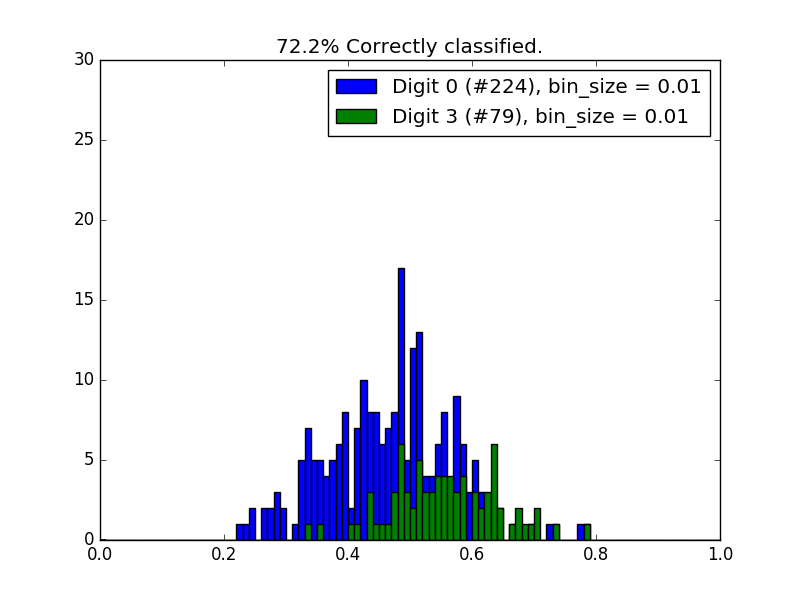 72.2% Correctly classified.
30
Digit 0 (#224), bin_size = 0.01
Digit 3 (#79), bin_size = 0.01
25
20
15
10
5
0
0.0 0.2 0.4 0.6 0.8 1.0